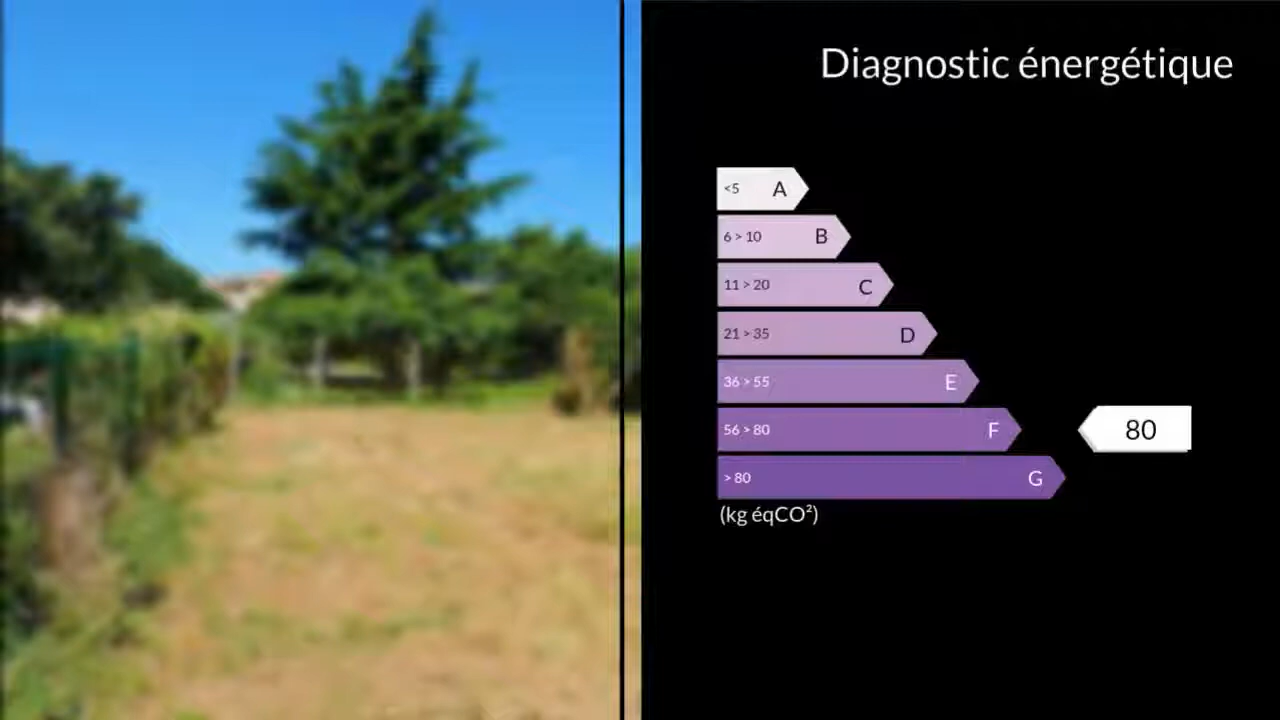 Diagnostic énergétique
<5 A
6 > 10 B
11 > 20 C
21 > 35 D
36 > 55 E
56 > 80 F
80
> 80 G
(kg éqCO²)